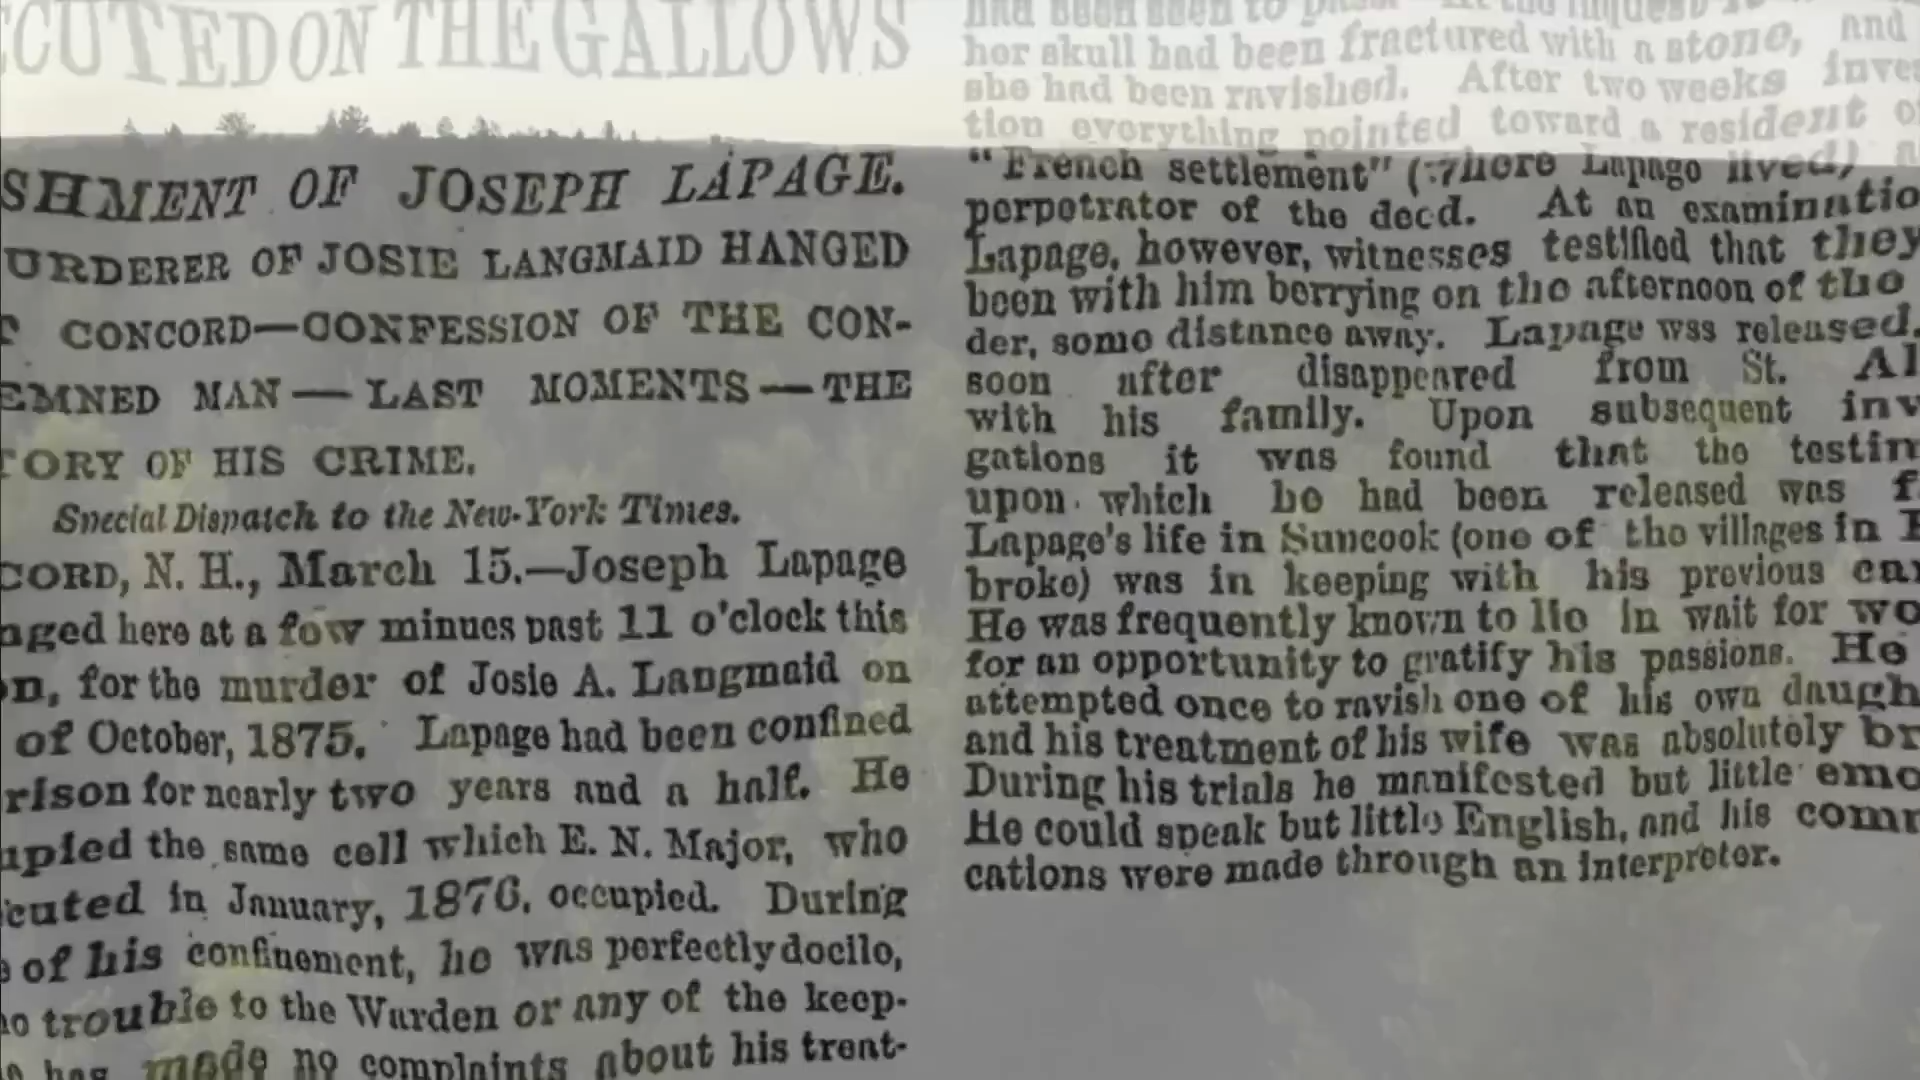 CUTED ON THE GALLOWS
SHMENT OF JOSEPH LAPAGE.
URDERER OF JOSIE LANGMAID HANGED
CONCORD—CONFESSION OF THE CON-
EMNED MAN — LAST MOMENTS — THE
TORY OF HIS CRIME.
Special Dispatch to the New-York Times.
CORD, N. H., March 15.—Joseph Lapage
nged here at a few minues past 11 o'clock this
on, for the murder of Josie A. Langmaid on
of October, 1875. Lapage had been confined
rison for nearly two years and a half. He
upied the same cell which E. N. Major, who
cuted in January, 1876, occupied. During
e of his confinement, he was perfectly docile,
no trouble to the Warden or any of the keep-
has made no complaints about his treat-
had been seen to
her skull had been fractured with a stone, and
she had been ravished. After two weeks inves
tion everything pointed toward a resident of
"French settlement" (where Lapage lived)
perpetrator of the deed. At an examinatio
Lapage, however, witnesses testified that they
been with him berrying on the afternoon of the
der, some distance away. Lapage was released,
soon after disappeared from St. Al
with his family. Upon subsequent inv
gations it was found that the testim
upon which he had been released was f
Lapage's life in Suncook (one of the villages in
broke) was in keeping with his previous car
He was frequently known to lie in wait for wo
for an opportunity to gratify his passions. He
attempted once to ravish one of his own daugh
and his treatment of his wife was absolutely br
During his trials he manifested but little emo
He could speak but little English, and his comm
cations were made through an interpreter.